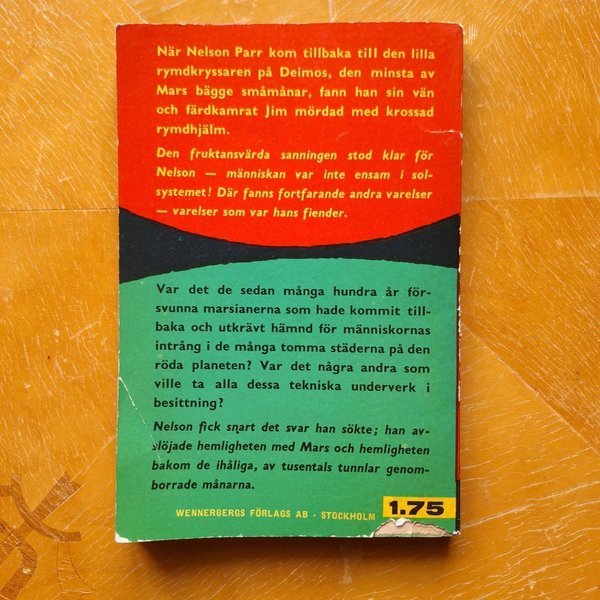 När Nelson Parr kom tillbaka till den lilla
rymdkryssaren på Deimos, den minsta av
Mars bägge småmånar, fann han sin vän
och färdkamrat Jim mördad med krossad
rymdhjälm.
Den fruktansvärda sanningen stod klar för
Nelson — människan var inte ensam i sol-
systemet! Där fanns fortfarande andra varelser
— varelser som var hans fiender.
Var det de sedan många hundra år för-
svunna marsianerna som hade kommit till-
baka och utkrävt hämnd för människornas
intrång i de många tomma städerna på den
röda planeten? Var det några andra som
ville ta alla dessa tekniska underverk i
besittning?
Nelson fick snart det svar han sökte; han av-
slöjade hemligheten med Mars och hemligheten
bakom de ihåliga, av tusentals tunnlar genom-
borrade månarna.
WENNERBERGS FÖRLAGS AB - STOCKHOLM
1.75